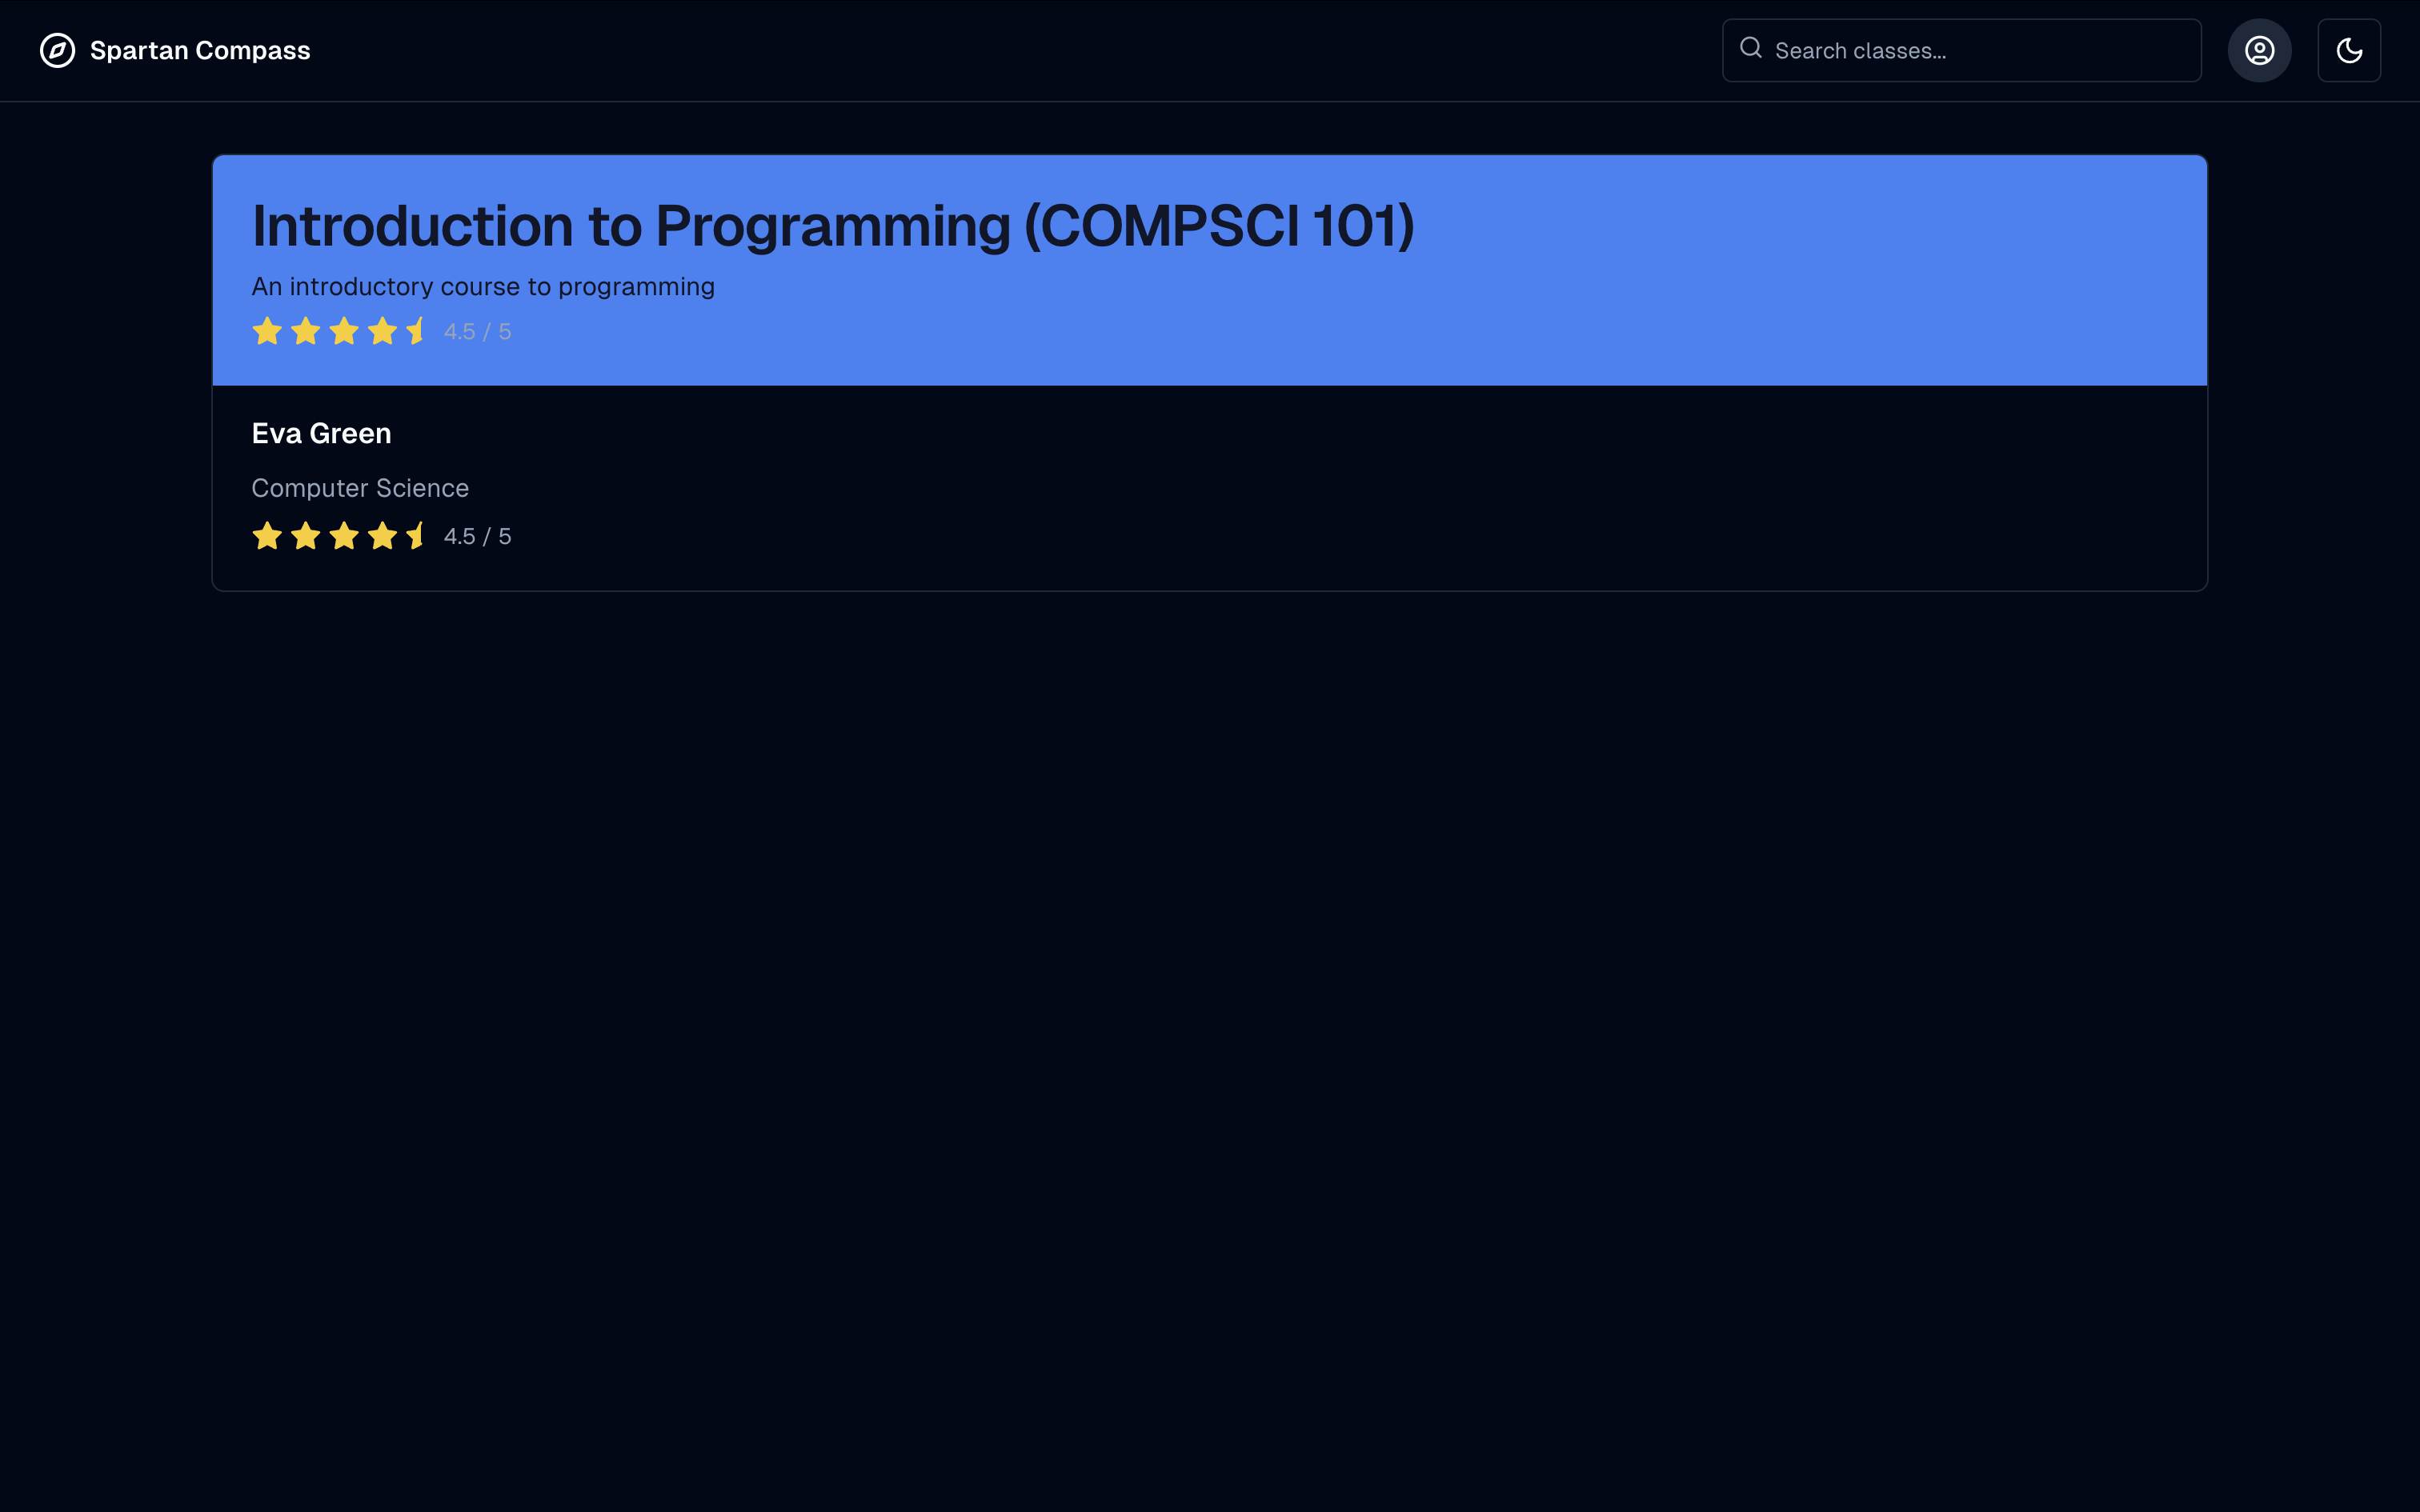 Spartan Compass
Search classes...
Introduction to Programming (COMPSCI 101)
An introductory course to programming
4.5 / 5
Eva Green
Computer Science
4.5 / 5